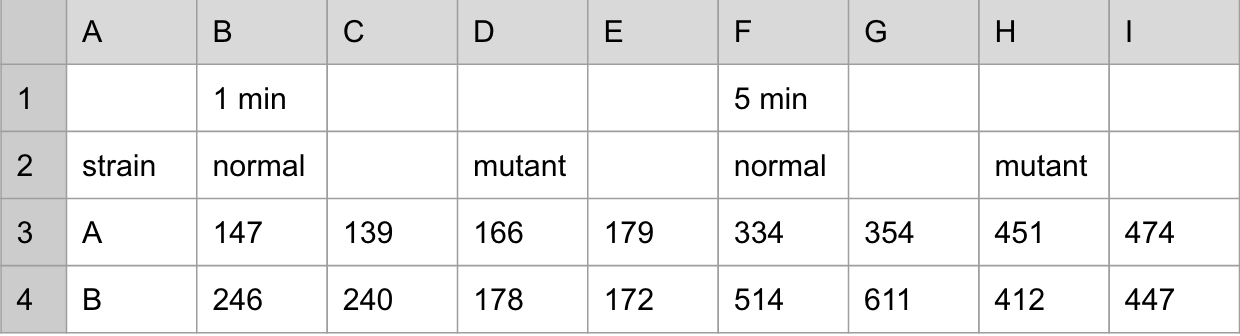 A B C D E F G H I
1 1 min 5 min
2 strain normal mutant normal mutant
3 A 147 139 166 179 334 354 451 474
4 B 246 240 178 172 514 611 412 447